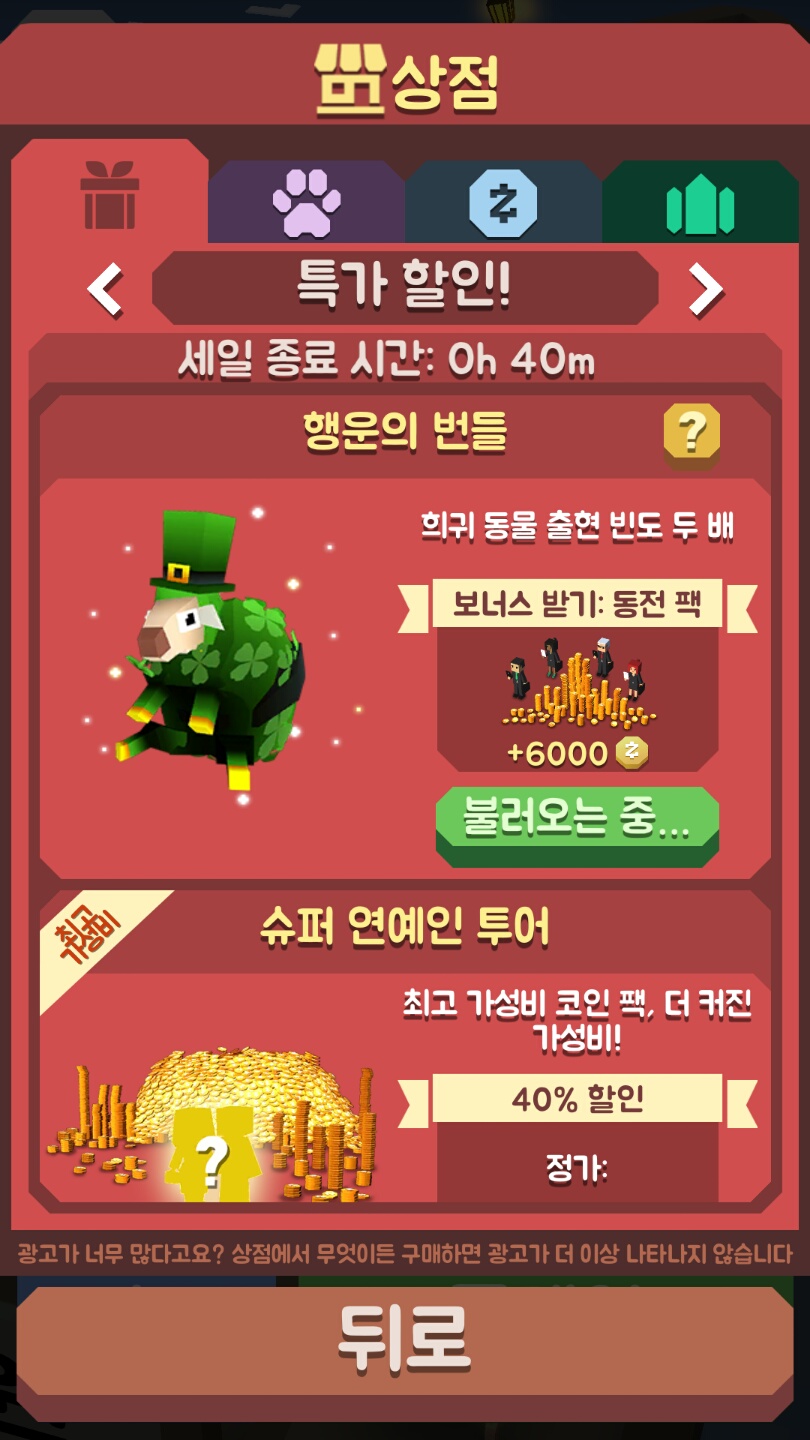 상점
특가 할인!
세일 종료 시간: 0h 40m
행운의 번들
?
희귀 동물 출현 빈도 두 배
보너스 받기: 동전 팩
+6000
불러오는 중...
최고
가성비
슈퍼 연예인 투어
최고 가성비 코인 팩, 더 커진
가성비!
40% 할인
?
정가:
광고가 너무 많다고요? 상점에서 무엇이든 구매하면 광고가 더 이상 나타나지 않습니다
뒤로